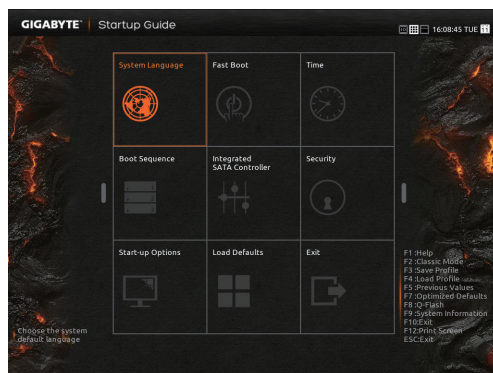 GIGABYTE™ Startup Guide
16:08:45 TUE 11
System Language
Fast Boot
Time
Boot Sequence
Integrated
SATA Controller
Security
Start-up Options
Load Defaults
Exit
Choose the system
default language
F1 :Help
F2 :Classic Mode
F3 :Save Profile
F4 :Load Profile
F5 :Previous Values
F7 :Optimized Defaults
F8 :Q-Flash
F9 :System Information
F10:Exit
F12:Print Screen
ESC:Exit